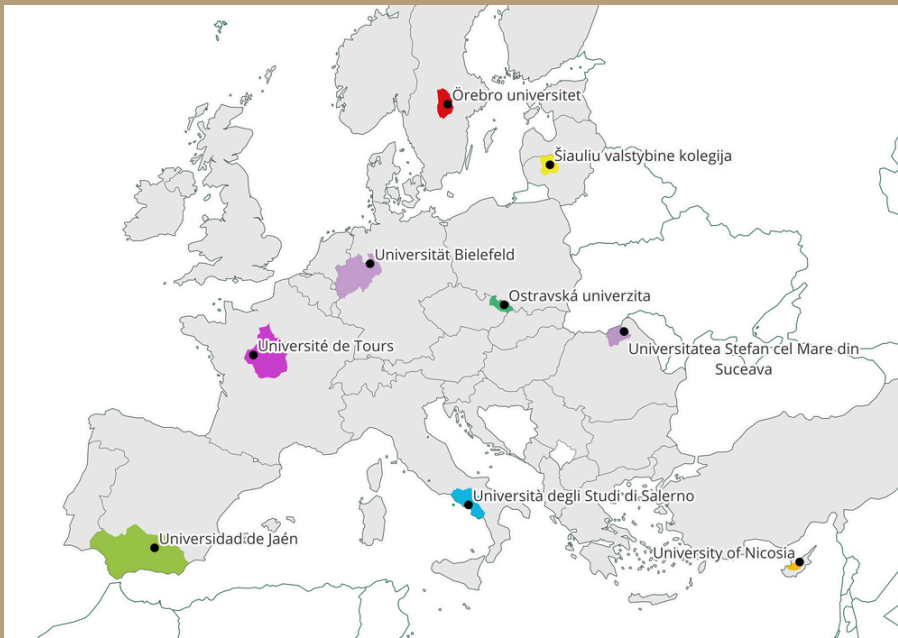 Örebro universitet
Šiauliu valstybine kolegija
Universität Bielefeld
Ostravská univerzita
Université de Tours
Universitatea Stefan cel Mare din
Suceava
Università degli Studi di Salerno
Universidad de Jaén
University of Nicosia